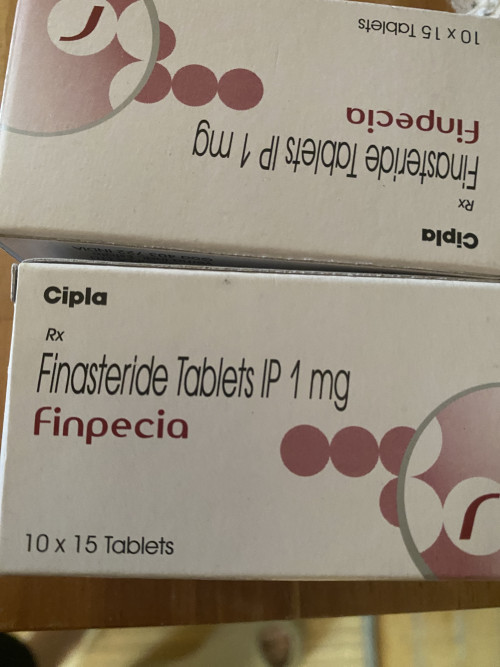 10 x 15 Tablets
Finpecia
Finasteride Tablets IP 1 mg
Rx
Cipla
Cipla
Rx
Finasteride Tablets IP 1 mg
Finpecia
10 x 15 Tablets